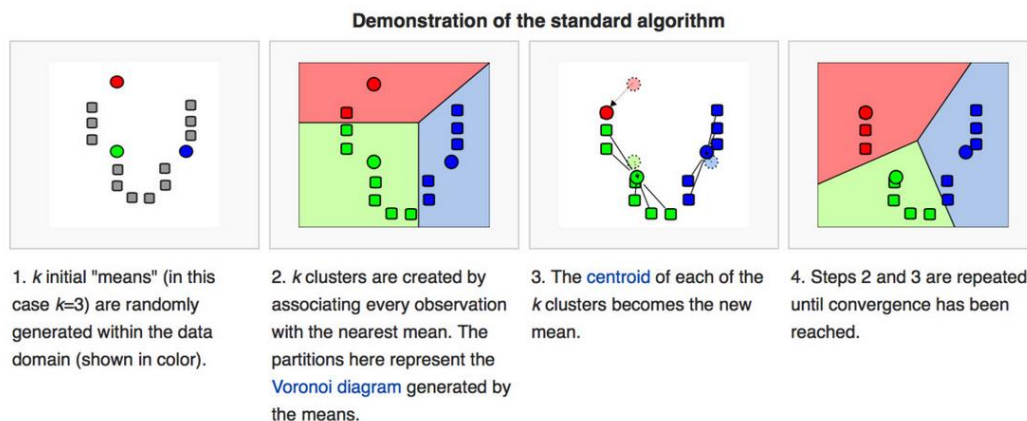 Demonstration of the standard algorithm
1. k initial "means" (in this
case k=3) are randomly
generated within the data
domain (shown in color).
2. k clusters are created by
associating every observation
with the nearest mean. The
partitions here represent the
Voronoi diagram generated by
the means.
3. The centroid of each of the
k clusters becomes the new
mean.
4. Steps 2 and 3 are repeated
until convergence has been
reached.